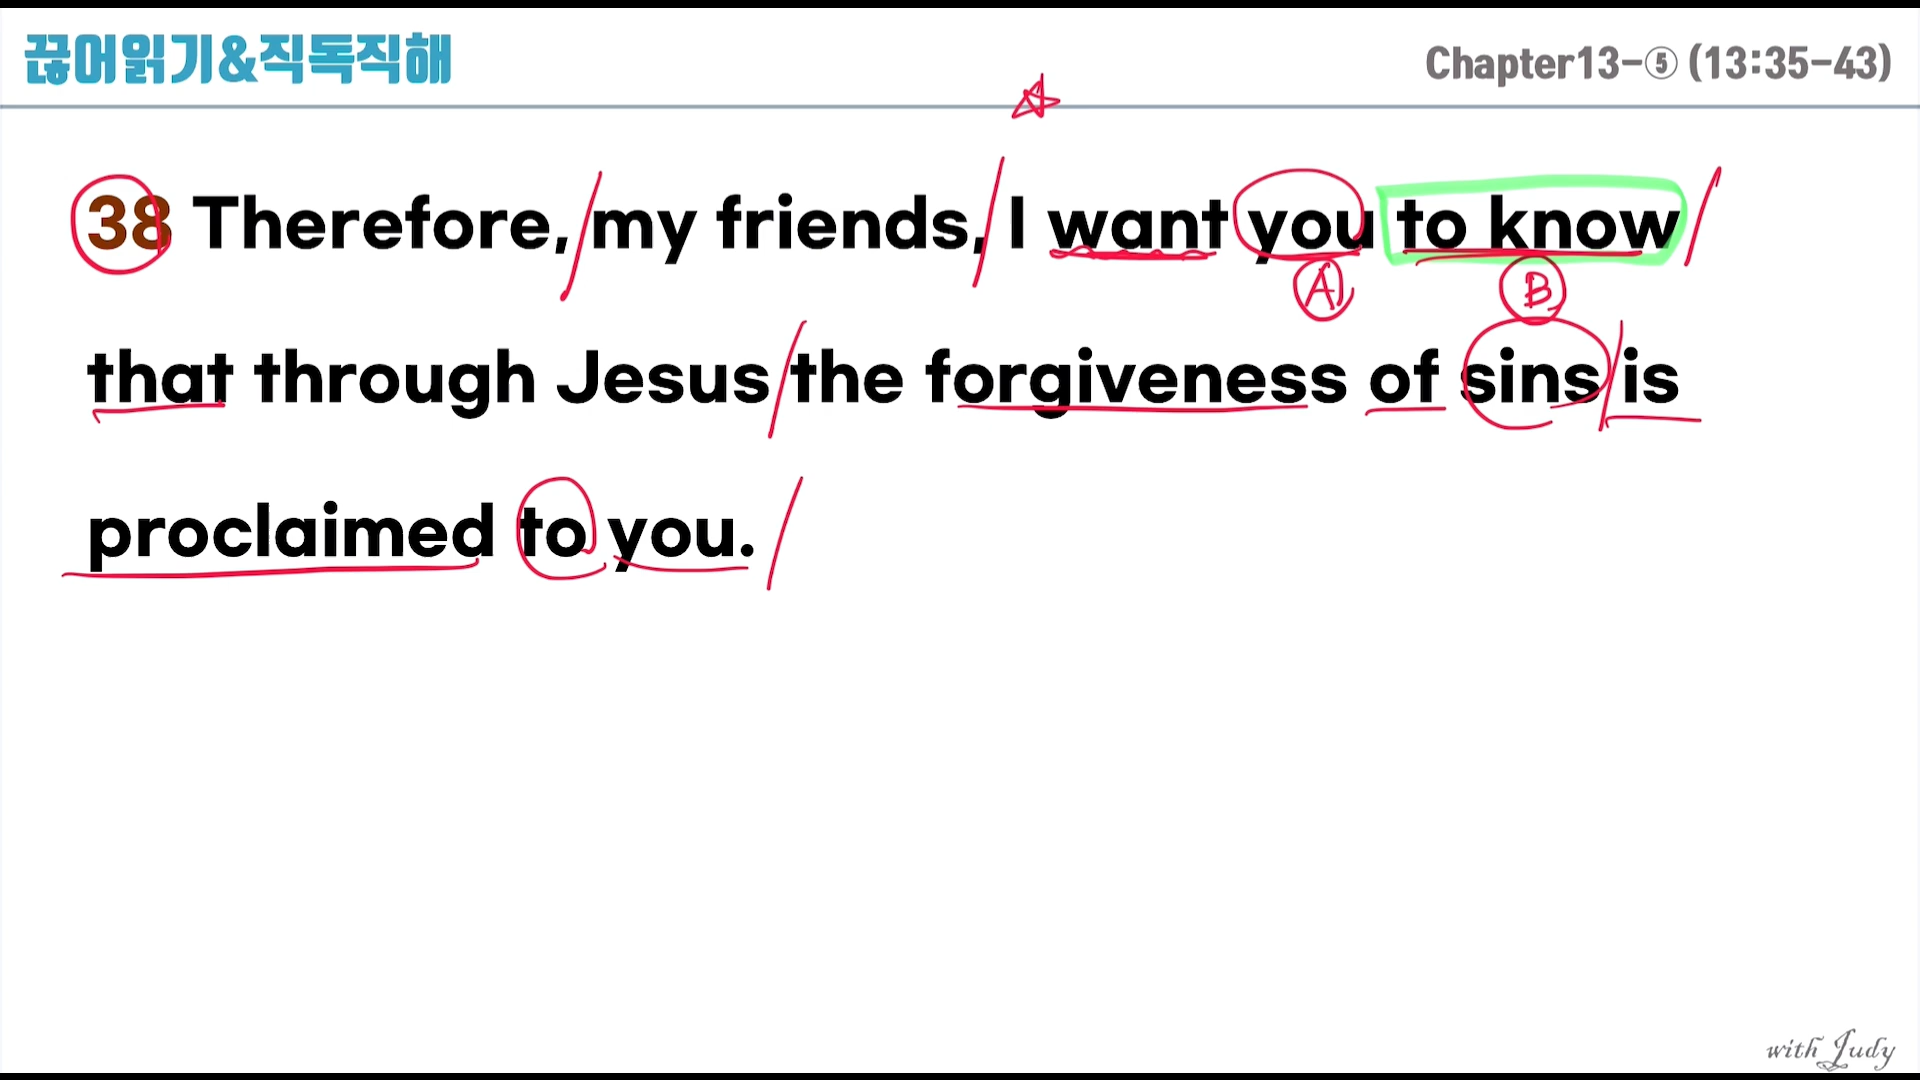 끊어읽기&직독직해
Chapter13-⑤ (13:35-43)
38 Therefore, my friends, I want you to know
A B
that through Jesus the forgiveness of sins is
proclaimed to you.
with Judy